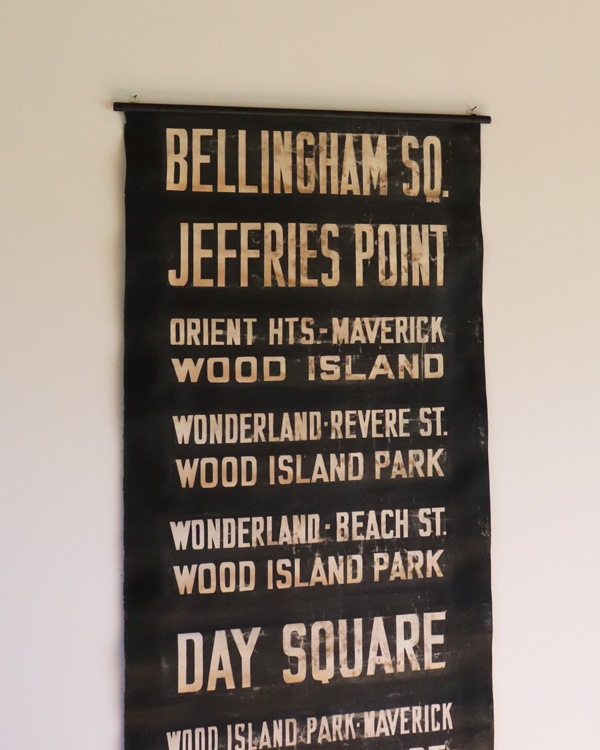 BELLINGHAM SQ.
JEFFRIES POINT
ORIENT HTS.-MAVERICK
WOOD ISLAND
WONDERLAND·REVERE ST.
WOOD ISLAND PARK
WONDERLAND·BEACH ST.
WOOD ISLAND PARK
DAY SQUARE
WOOD ISLAND PARK·MAVERICK